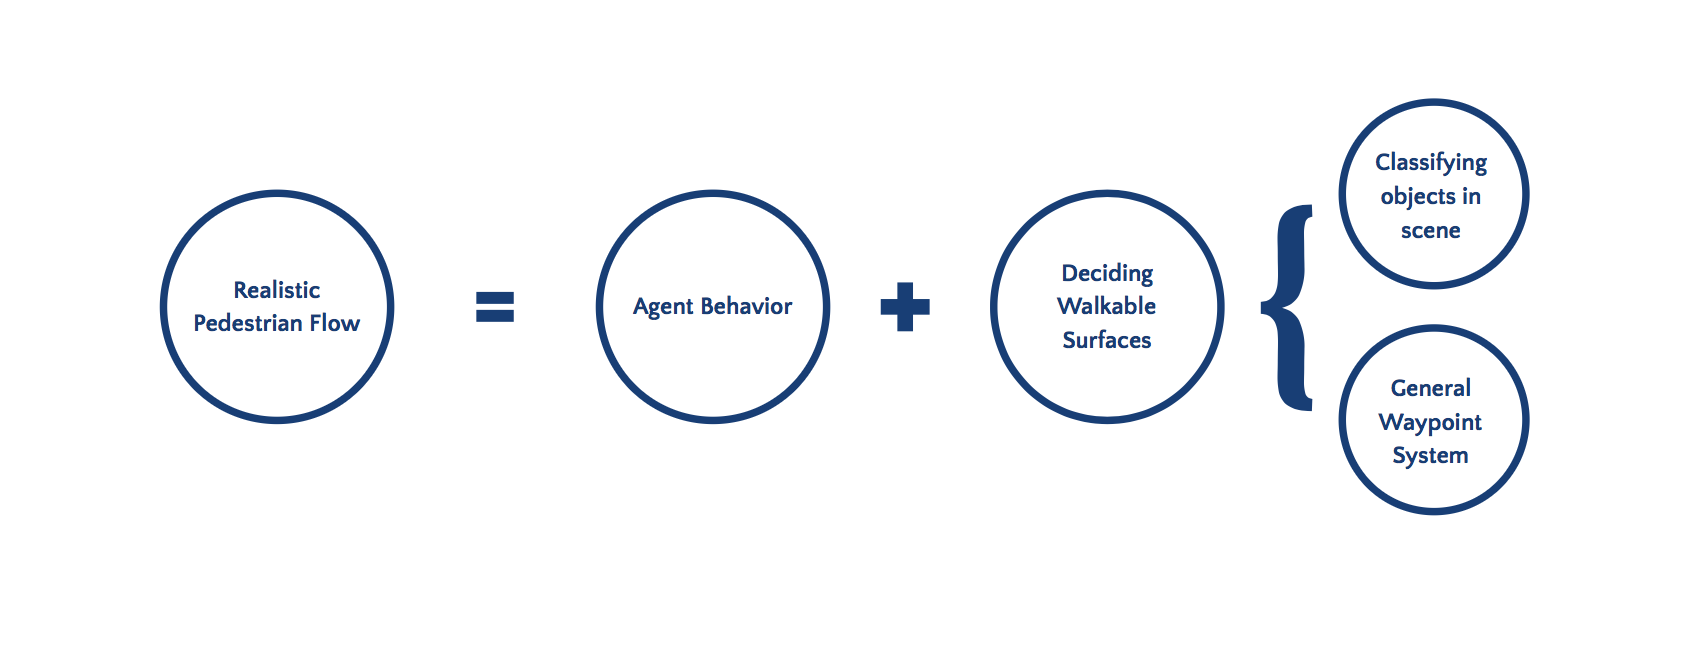 Realistic
Pedestrian Flow
=
Agent Behavior
+
Deciding
Walkable
Surfaces
{
Classifying
objects in
scene
General
Waypoint
System